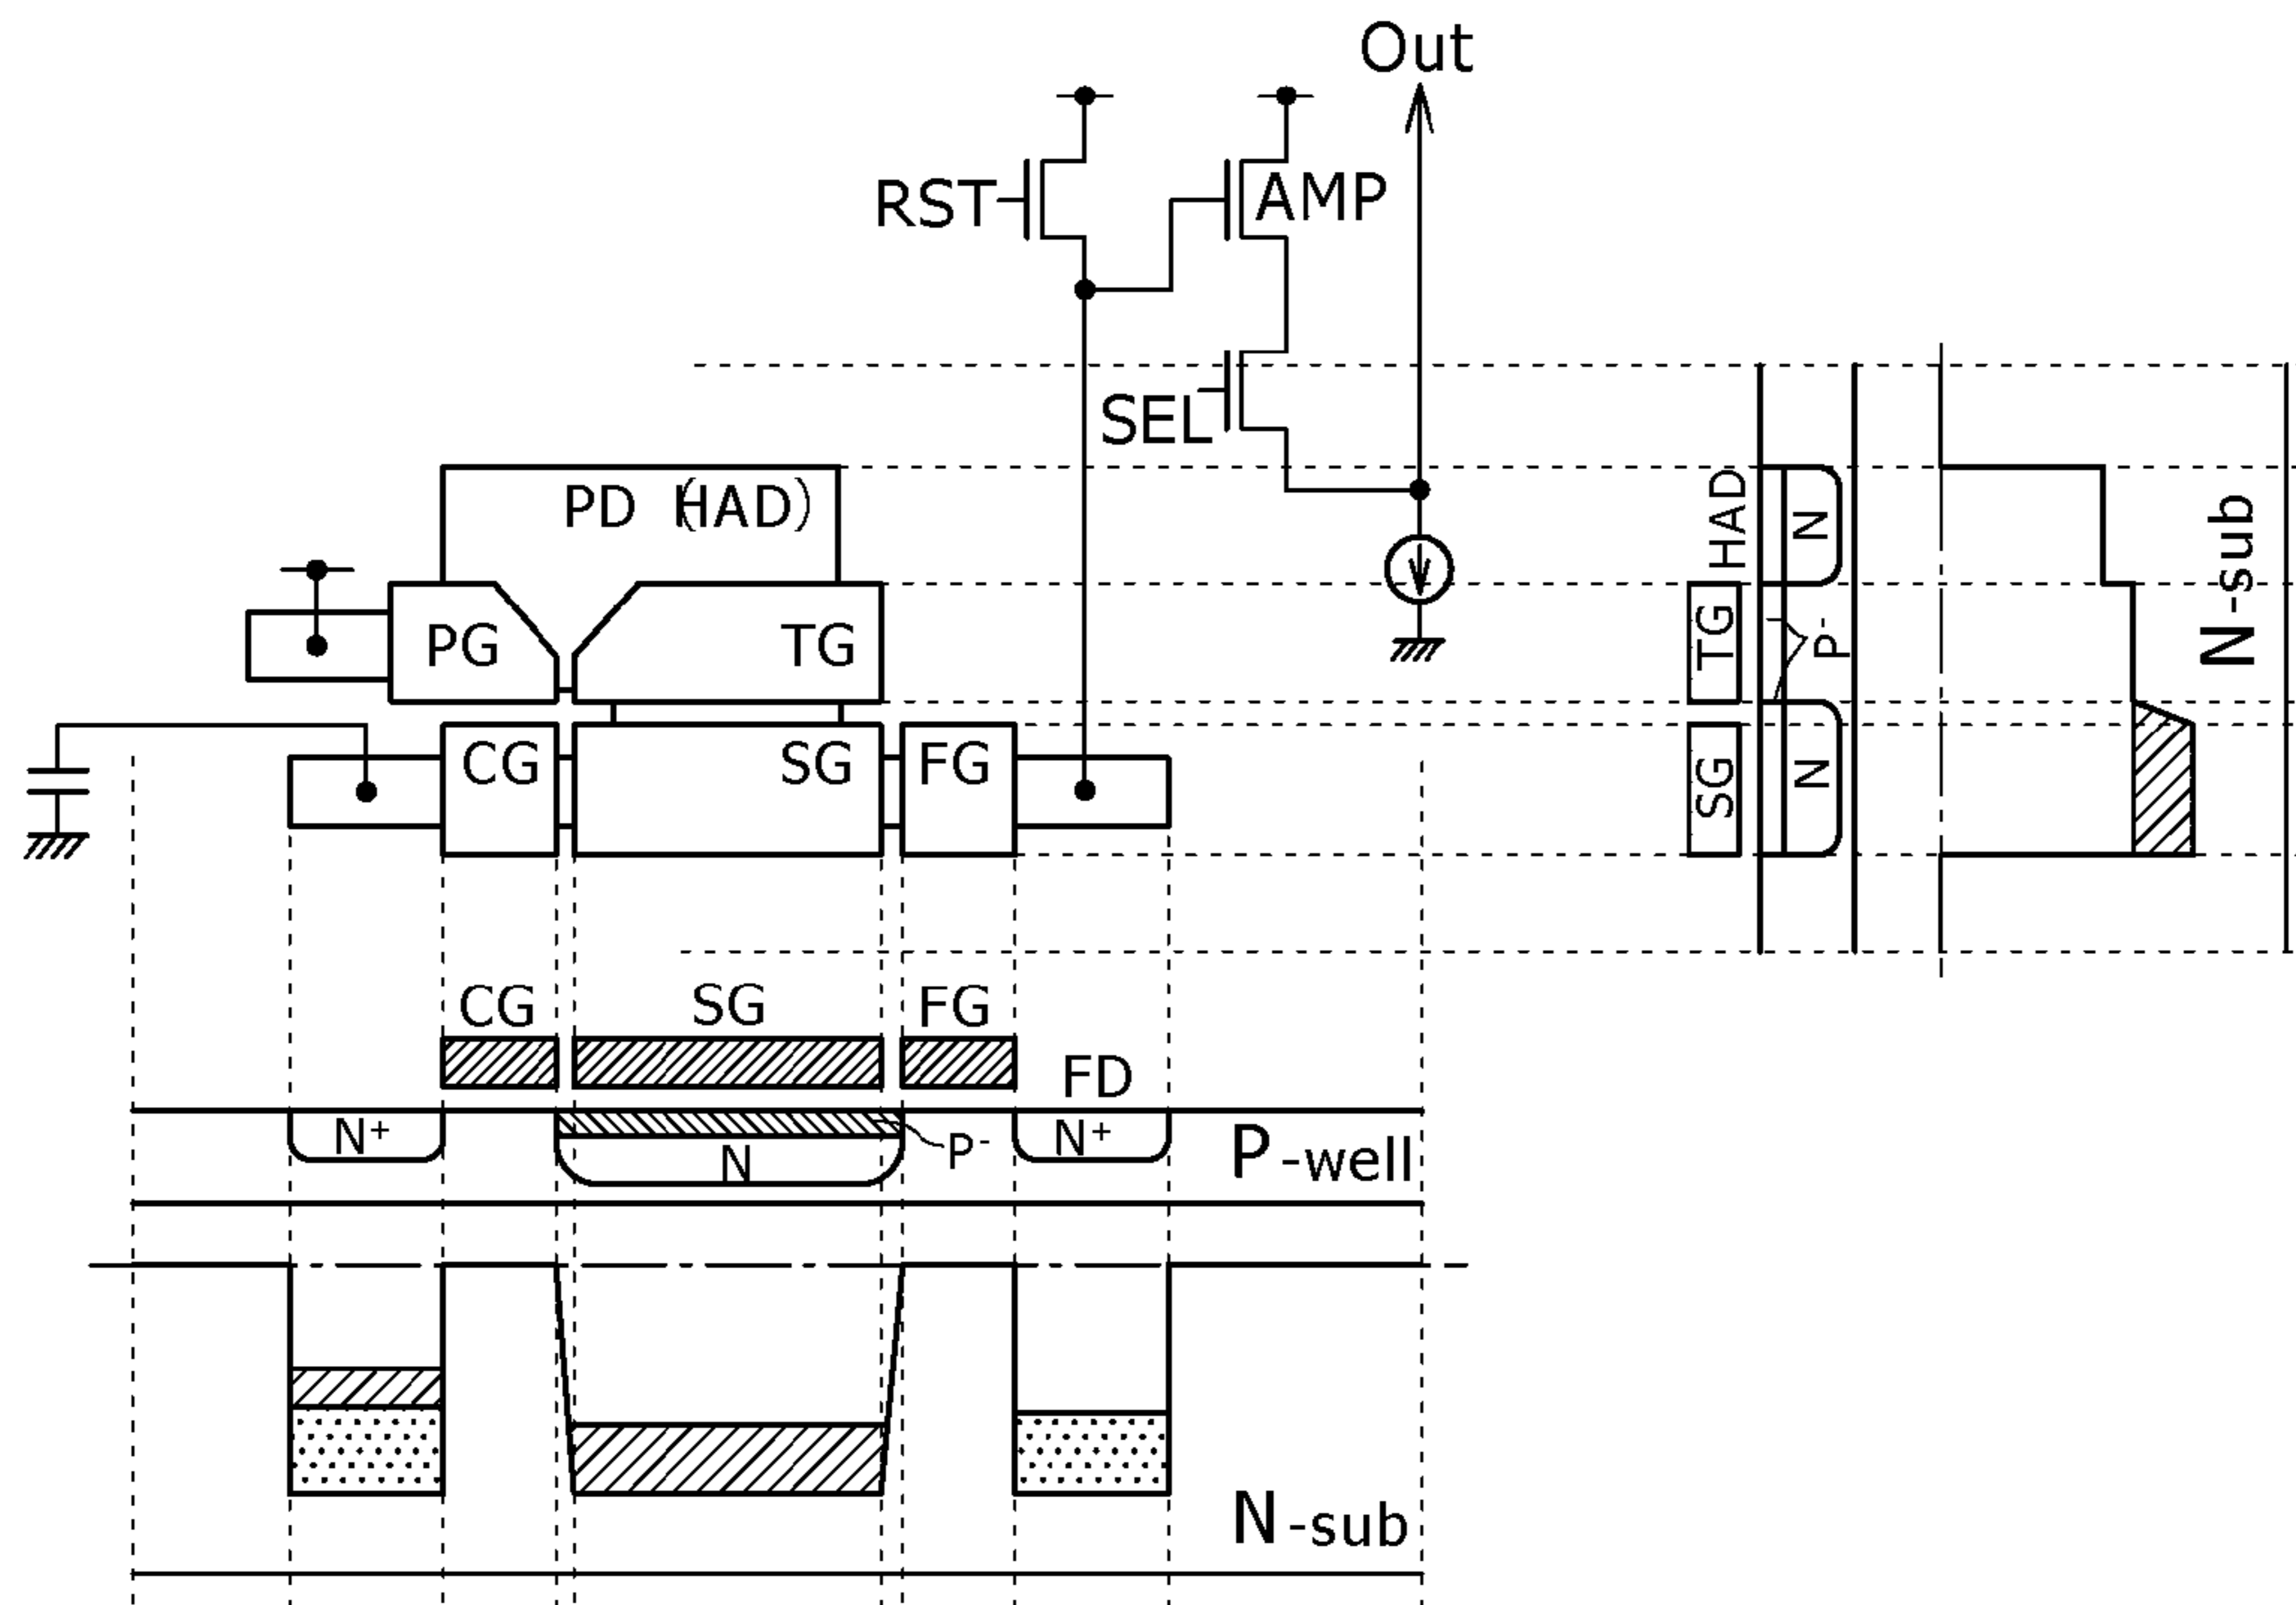 Out
RST
AMP
SEL
PD (HAD)
HAD
N
N-sub
PG
TG
TG
P-
CG
SG
FG
SG
N
CG
SG
FG
FD
N+
N
P-
N+
P-well
N-sub